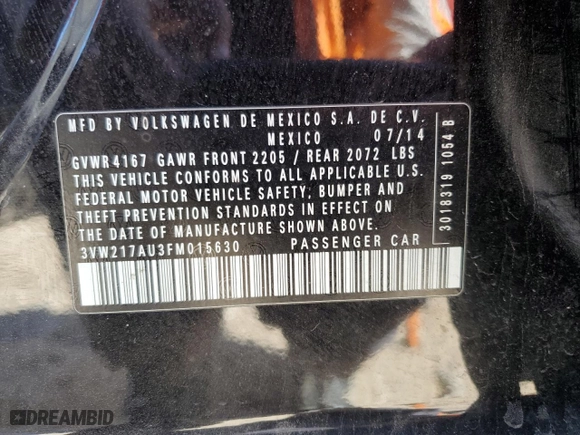 MFD BY VOLKSWAGEN DE MEXICO S.A. DE C.V.
MEXICO 07/14
GVWR 4167 GAWR FRONT 2205 / REAR 2072 LBS
THIS VEHICLE CONFORMS TO ALL APPLICABLE U.S.
FEDERAL MOTOR VEHICLE SAFETY, BUMPER AND
THEFT PREVENTION STANDARDS IN EFFECT ON
THE DATE OF MANUFACTURE SHOWN ABOVE.
3VW217AU3FM015630 PASSENGER CAR
3018319 1054 B
DREAMBID